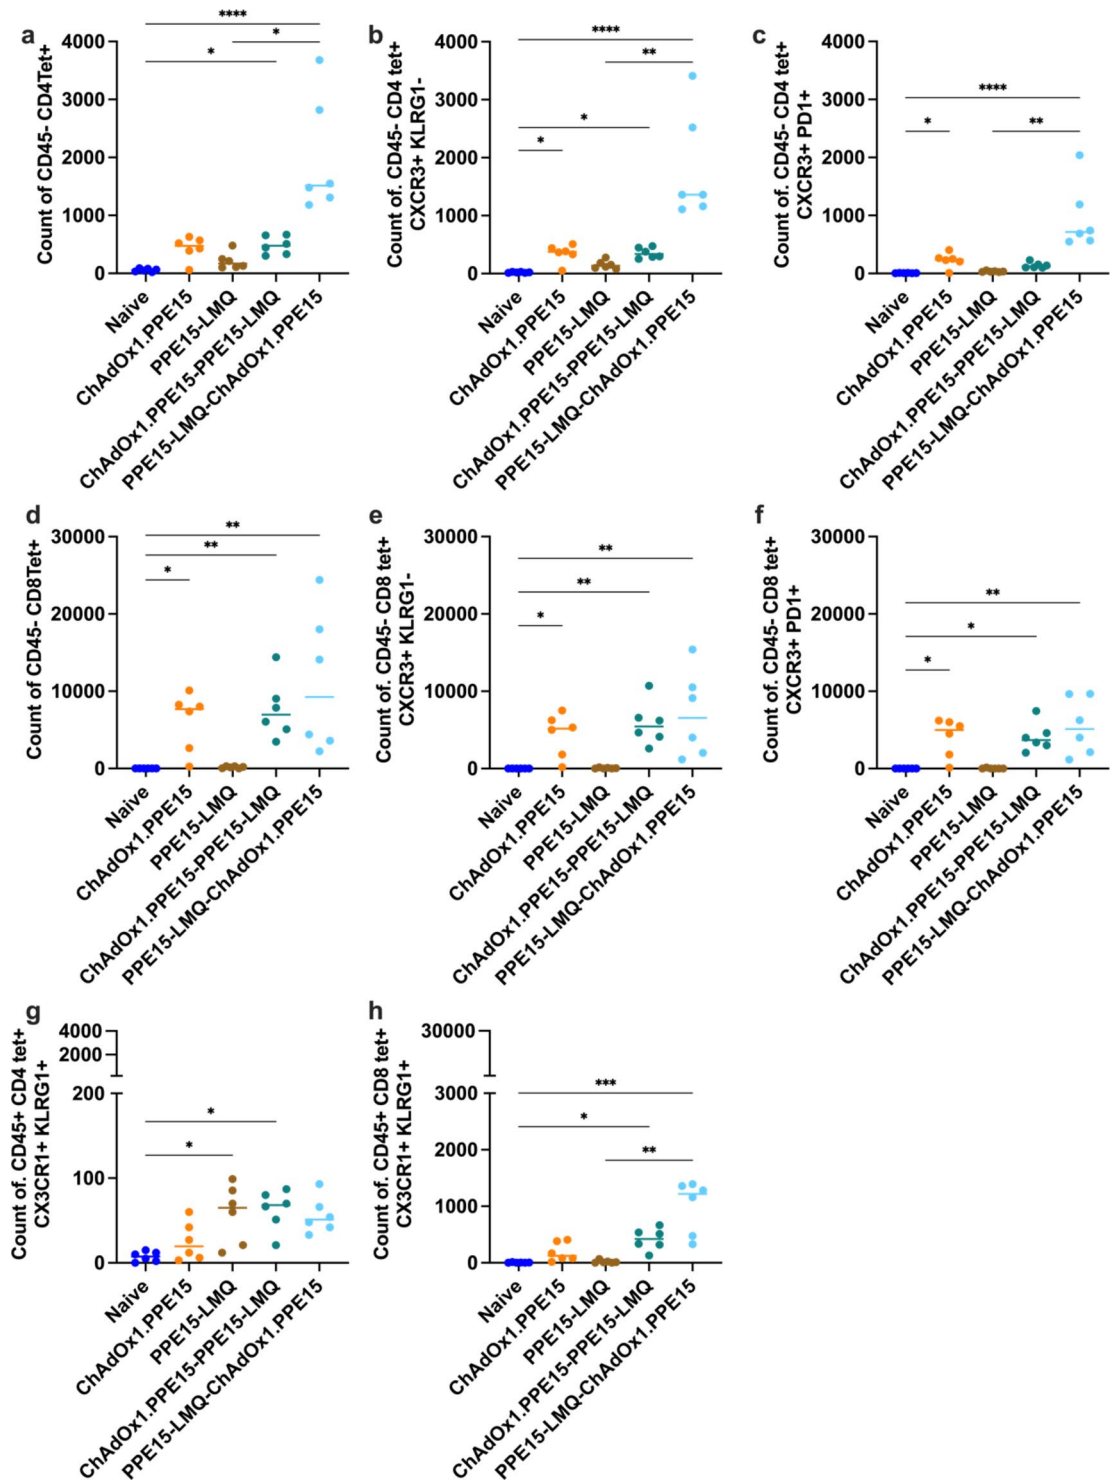 a
****
*
*
Count of CD45- CD4Tet+
4000
3000
2000
1000
0
Naive
ChAdOx1.PPE15
PPE15-LMQ
ChAdOx1.PPE15-PPE15-LMQ
PPE15-LMQ-ChAdOx1.PPE15
b
****
**
*
*
Count of. CD45- CD4 tet+
CXCR3+ KLRG1-
4000
3000
2000
1000
0
Naive
ChAdOx1.PPE15
PPE15-LMQ
ChAdOx1.PPE15-PPE15-LMQ
PPE15-LMQ-ChAdOx1.PPE15
c
****
*
**
Count of. CD45- CD4 tet+
CXCR3+ PD1+
4000
3000
2000
1000
0
Naive
ChAdOx1.PPE15
PPE15-LMQ
ChAdOx1.PPE15-PPE15-LMQ
PPE15-LMQ-ChAdOx1.PPE15
d
**
**
*
Count of CD45- CD8Tet+
30000
20000
10000
0
Naive
ChAdOx1.PPE15
PPE15-LMQ
ChAdOx1.PPE15-PPE15-LMQ
PPE15-LMQ-ChAdOx1.PPE15
e
**
**
*
Count of. CD45- CD8 tet+
CXCR3+ KLRG1-
30000
20000
10000
0
Naive
ChAdOx1.PPE15
PPE15-LMQ
ChAdOx1.PPE15-PPE15-LMQ
PPE15-LMQ-ChAdOx1.PPE15
f
**
*
*
Count of. CD45- CD8 tet+
CXCR3+ PD1+
30000
20000
10000
0
Naive
ChAdOx1.PPE15
PPE15-LMQ
ChAdOx1.PPE15-PPE15-LMQ
PPE15-LMQ-ChAdOx1.PPE15
g
*
*
Count of. CD45+ CD4 tet+
CX3CR1+ KLRG1+
4000
2000
200
100
0
Naive
ChAdOx1.PPE15
PPE15-LMQ
ChAdOx1.PPE15-PPE15-LMQ
PPE15-LMQ-ChAdOx1.PPE15
h
***
*
**
Count of. CD45+ CD8 tet+
CX3CR1+ KLRG1+
30000
3000
2000
1000
0
Naive
ChAdOx1.PPE15
PPE15-LMQ
ChAdOx1.PPE15-PPE15-LMQ
PPE15-LMQ-ChAdOx1.PPE15